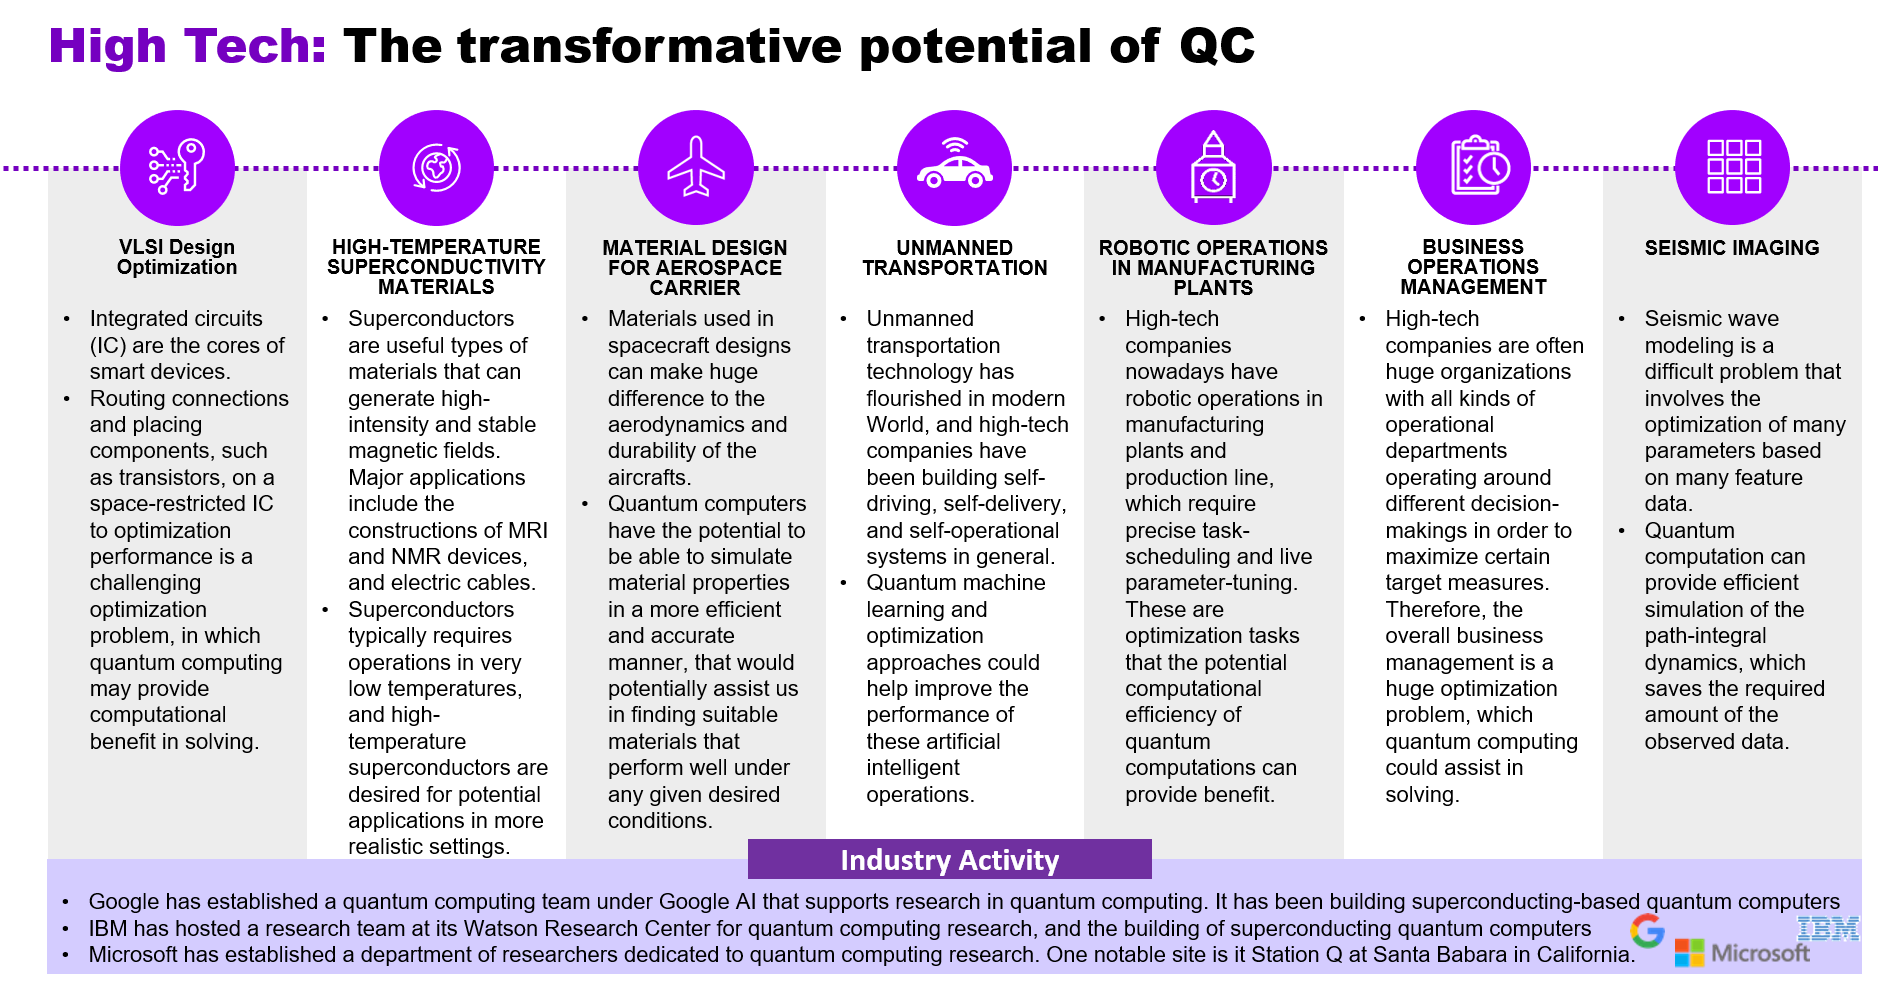 High Tech: The transformative potential of QC
VLSI Design
Optimization
• Integrated circuits
(IC) are the cores of
smart devices.
• Routing connections
and placing
components, such
as transistors, on a
space-restricted IC
to optimization
performance is a
challenging
optimization
problem, in which
quantum computing
may provide
computational
benefit in solving.
HIGH-TEMPERATURE
SUPERCONDUCTIVITY
MATERIALS
• Superconductors
are useful types of
materials that can
generate high-
intensity and stable
magnetic fields.
Major applications
include the
constructions of MRI
and NMR devices,
and electric cables.
• Superconductors
typically requires
operations in very
low temperatures,
and high-
temperature
superconductors are
desired for potential
applications in more
realistic settings.
MATERIAL DESIGN
FOR AEROSPACE
CARRIER
• Materials used in
spacecraft designs
can make huge
difference to the
aerodynamics and
durability of the
aircrafts.
• Quantum computers
have the potential to
be able to simulate
material properties
in a more efficient
and accurate
manner, that would
potentially assist us
in finding suitable
materials that
perform well under
any given desired
conditions.
UNMANNED
TRANSPORTATION
• Unmanned
transportation
technology has
flourished in modern
World, and high-tech
companies have
been building self-
driving, self-delivery,
and self-operational
systems in general.
• Quantum machine
learning and
optimization
approaches could
help improve the
performance of
these artificial
intelligent
operations.
ROBOTIC OPERATIONS
IN MANUFACTURING
PLANTS
• High-tech
companies
nowadays have
robotic operations in
manufacturing
plants and
production line,
which require
precise task-
scheduling and live
parameter-tuning.
These are
optimization tasks
that the potential
computational
efficiency of
quantum
computations can
provide benefit.
BUSINESS
OPERATIONS
MANAGEMENT
• High-tech
companies are often
huge organizations
with all kinds of
operational
departments
operating around
different decision-
makings in order to
maximize certain
target measures.
Therefore, the
overall business
management is a
huge optimization
problem, which
quantum computing
could assist in
solving.
SEISMIC IMAGING
• Seismic wave
modeling is a
difficult problem that
involves the
optimization of many
parameters based
on many feature
data.
• Quantum
computation can
provide efficient
simulation of the
path-integral
dynamics, which
saves the required
amount of the
observed data.
Industry Activity
• Google has established a quantum computing team under Google AI that supports research in quantum computing. It has been building superconducting-based quantum computers
• IBM has hosted a research team at its Watson Research Center for quantum computing research, and the building of superconducting quantum computers
• Microsoft has established a department of researchers dedicated to quantum computing research. One notable site is it Station Q at Santa Babara in California.
G
Microsoft
IBM